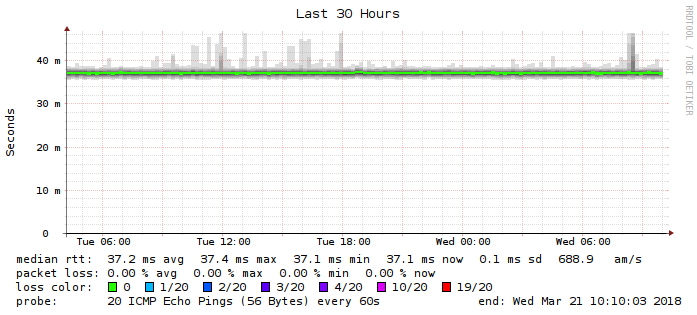 Last 30 Hours
RRDTOOL / TOBI OETIKER
Seconds
40 m
30 m
20 m
10 m
0
Tue 06:00 Tue 12:00 Tue 18:00 Wed 00:00 Wed 06:00
median rtt: 37.2 ms avg 37.4 ms max 37.1 ms min 37.1 ms now 0.1 ms sd 688.9 am/s
packet loss: 0.00 % avg 0.00 % max 0.00 % min 0.00 % now
loss color: 0 1/20 2/20 3/20 4/20 10/20 19/20
probe: 20 ICMP Echo Pings (56 Bytes) every 60s end: Wed Mar 21 10:10:03 2018